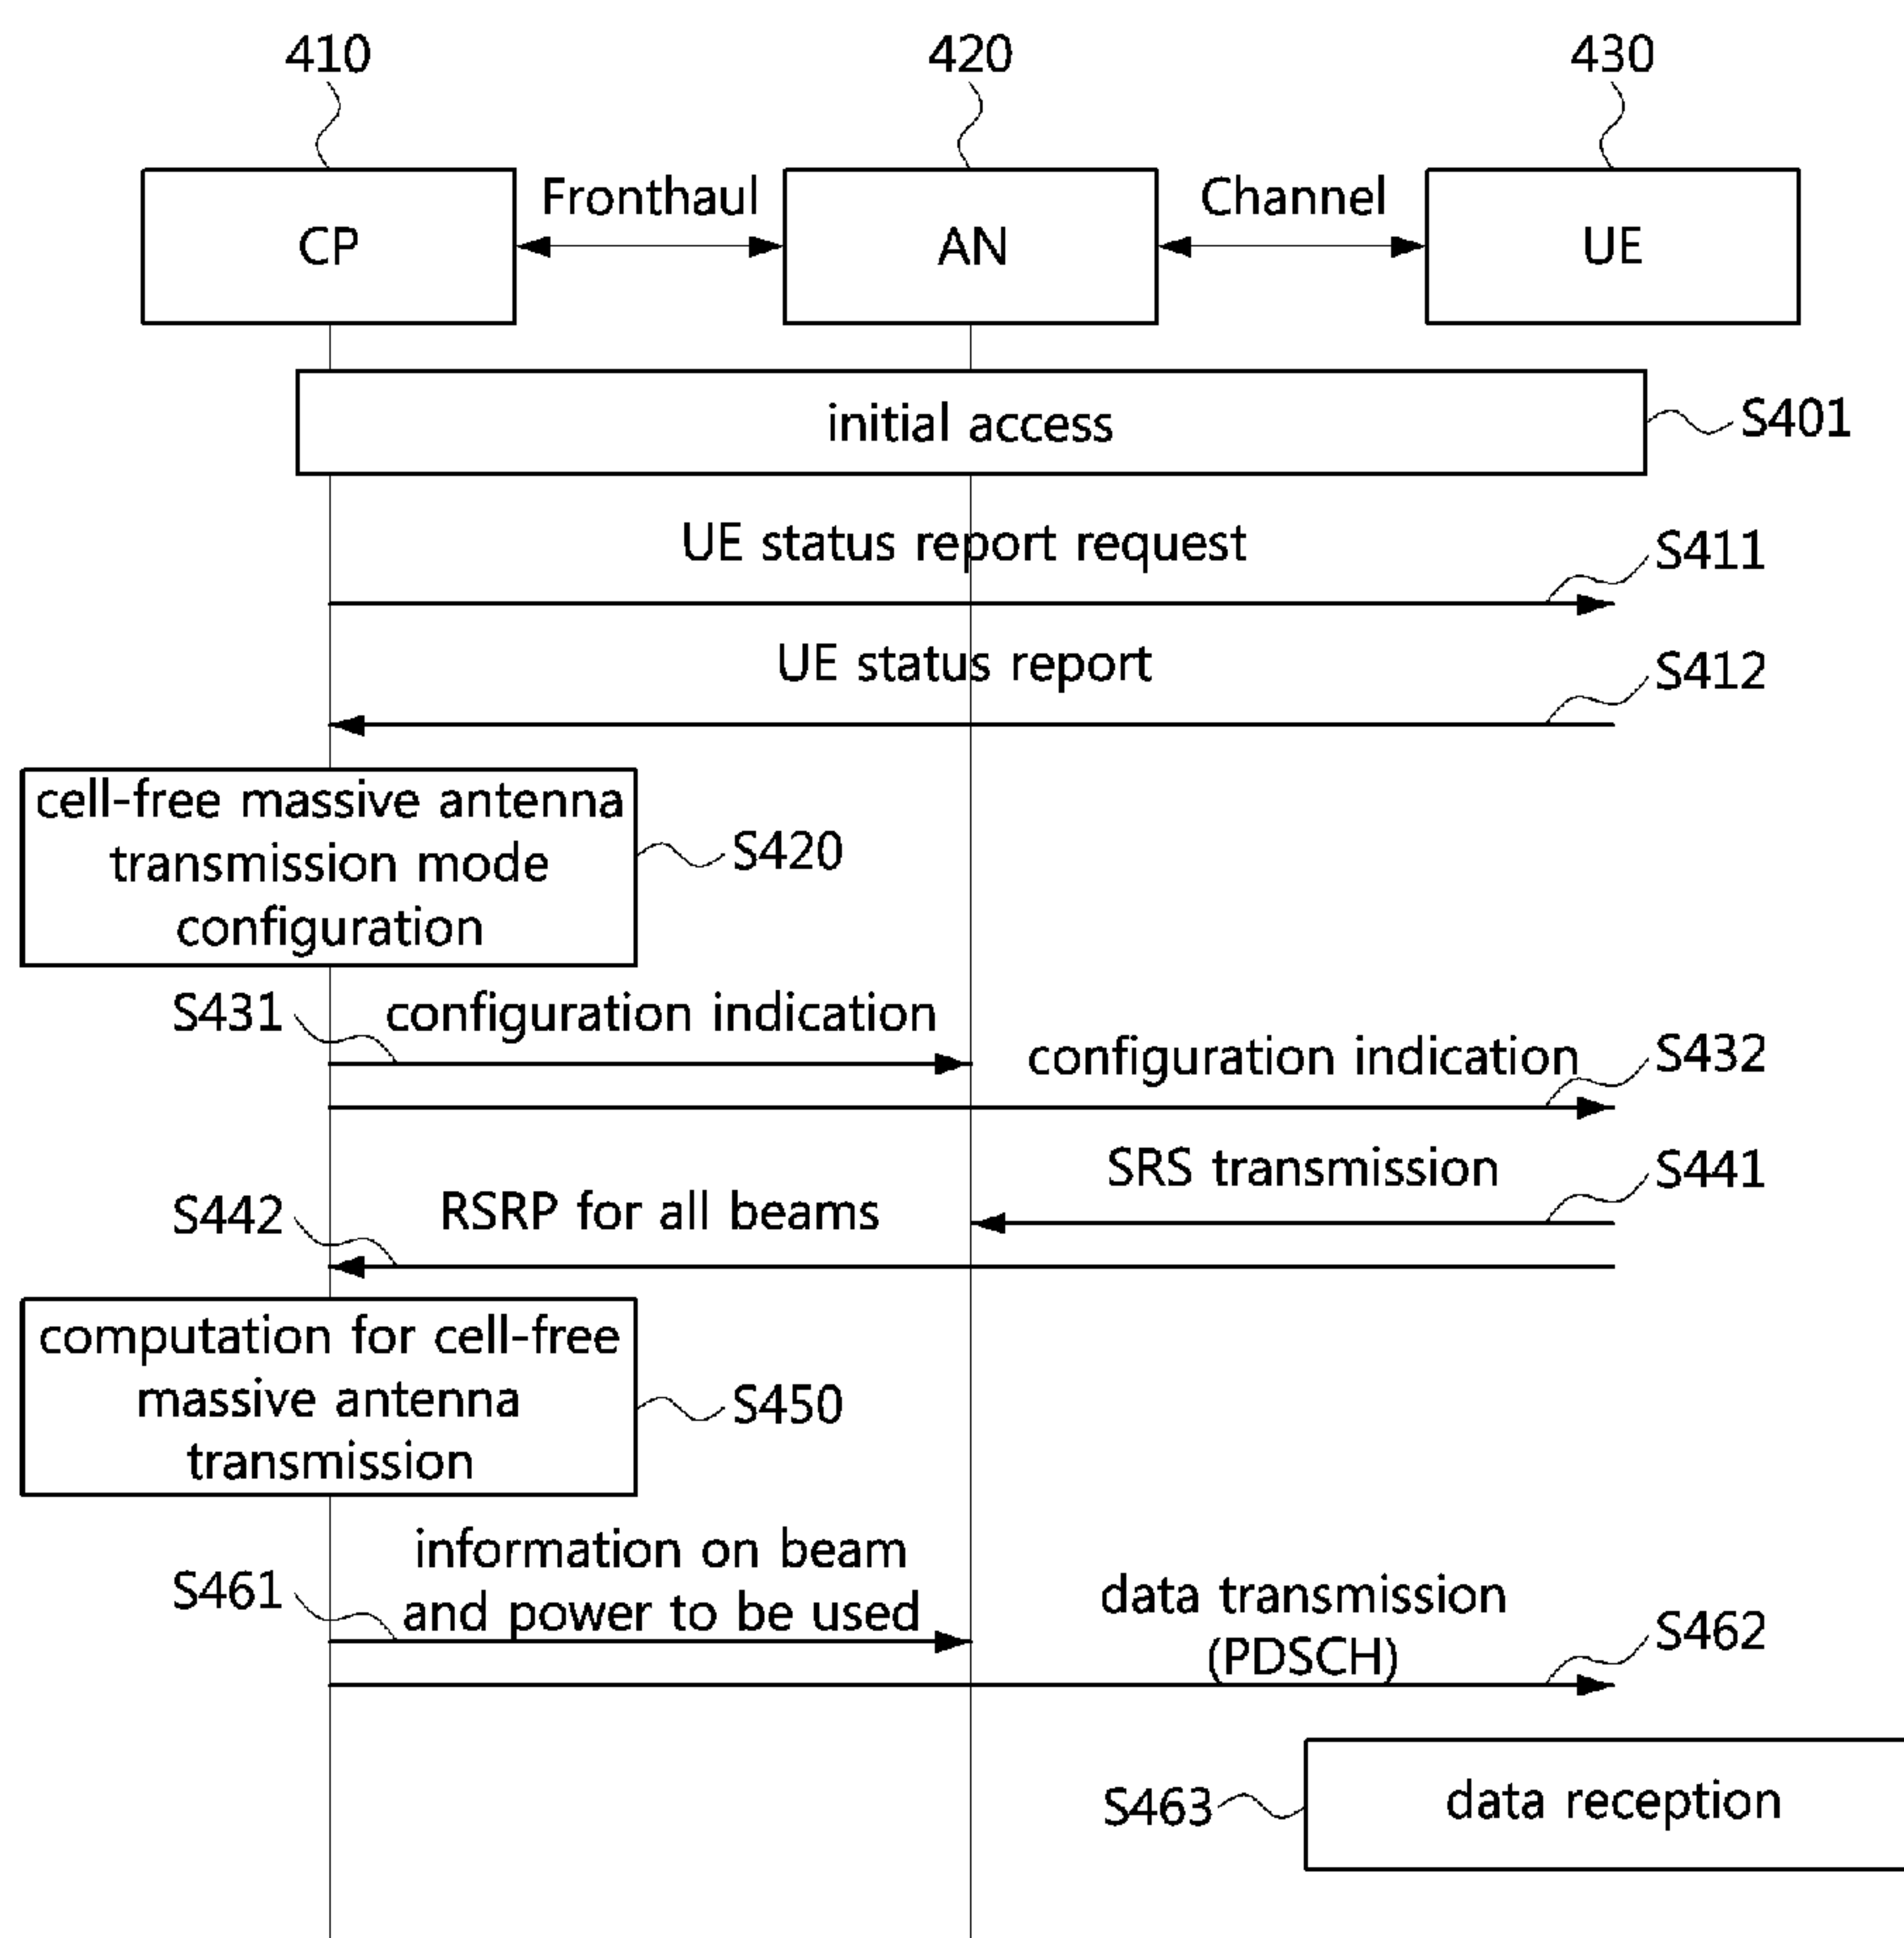 410
420
430
CP
Fronthaul
AN
Channel
UE
initial access
S401
UE status report request
S411
UE status report
S412
cell-free massive antenna
transmission mode
configuration
S420
S431
configuration indication
configuration indication
S432
SRS transmission
S441
S442
RSRP for all beams
computation for cell-free
massive antenna
transmission
S450
S461
information on beam
and power to be used
data transmission
(PDSCH)
S462
S463
data reception